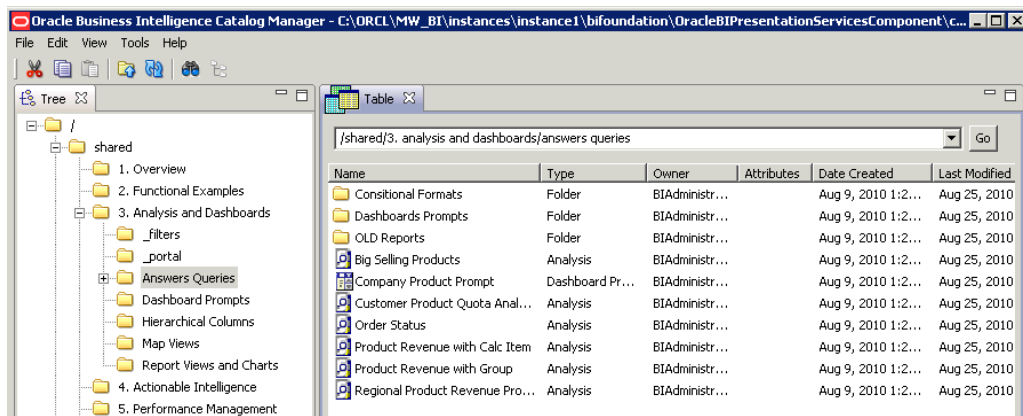 Oracle Business Intelligence Catalog Manager - C:\ORCL\MW_BI\instances\instance1\bifoundation\OracleBIPresentationServicesComponent\c...
File Edit View Tools Help
Tree
/
shared
1. Overview
2. Functional Examples
3. Analysis and Dashboards
_filters
_portal
Answers Queries
Dashboard Prompts
Hierarchical Columns
Map Views
Report Views and Charts
4. Actionable Intelligence
5. Performance Management
Table
/shared/3. analysis and dashboards/answers queries Go
Name Type Owner Attributes Date Created Last Modified
Consitional Formats Folder BIAdministr... Aug 9, 2010 1:2... Aug 25, 2010
Dashboards Prompts Folder BIAdministr... Aug 9, 2010 1:2... Aug 25, 2010
OLD Reports Folder BIAdministr... Aug 9, 2010 1:2... Aug 25, 2010
Big Selling Products Analysis BIAdministr... Aug 9, 2010 1:2... Aug 25, 2010
Company Product Prompt Dashboard Pr... BIAdministr... Aug 9, 2010 1:2... Aug 25, 2010
Customer Product Quota Anal... Analysis BIAdministr... Aug 9, 2010 1:2... Aug 25, 2010
Order Status Analysis BIAdministr... Aug 9, 2010 1:2... Aug 25, 2010
Product Revenue with Calc Item Analysis BIAdministr... Aug 9, 2010 1:2... Aug 25, 2010
Product Revenue with Group Analysis BIAdministr... Aug 9, 2010 1:2... Aug 25, 2010
Regional Product Revenue Pro... Analysis BIAdministr... Aug 9, 2010 1:2... Aug 25, 2010